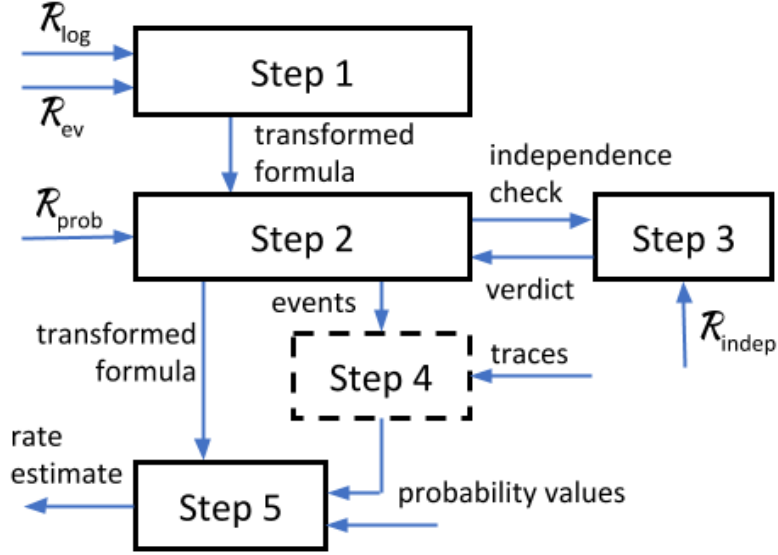 ℛlog
Step 1
ℛev
transformed
formula
independence
check
ℛprob
Step 2
Step 3
events
verdict
transformed
formula
ℛindep
Step 4
traces
rate
estimate
Step 5
probability values